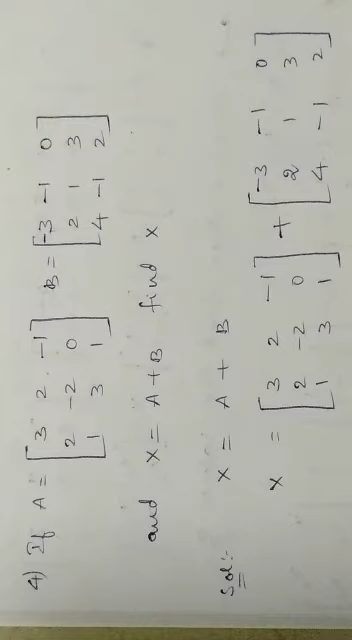 4) If A = [3 2 -1 B = [-3 -1 0
2 -2 0 2 1 3
1 3 1] 4 -1 2]
and X = A + B find X
Sol:- X = A + B
X = [3 2 -1 + [-3 -1 0
2 -2 0 2 1 3
1 3 1] 4 -1 2]